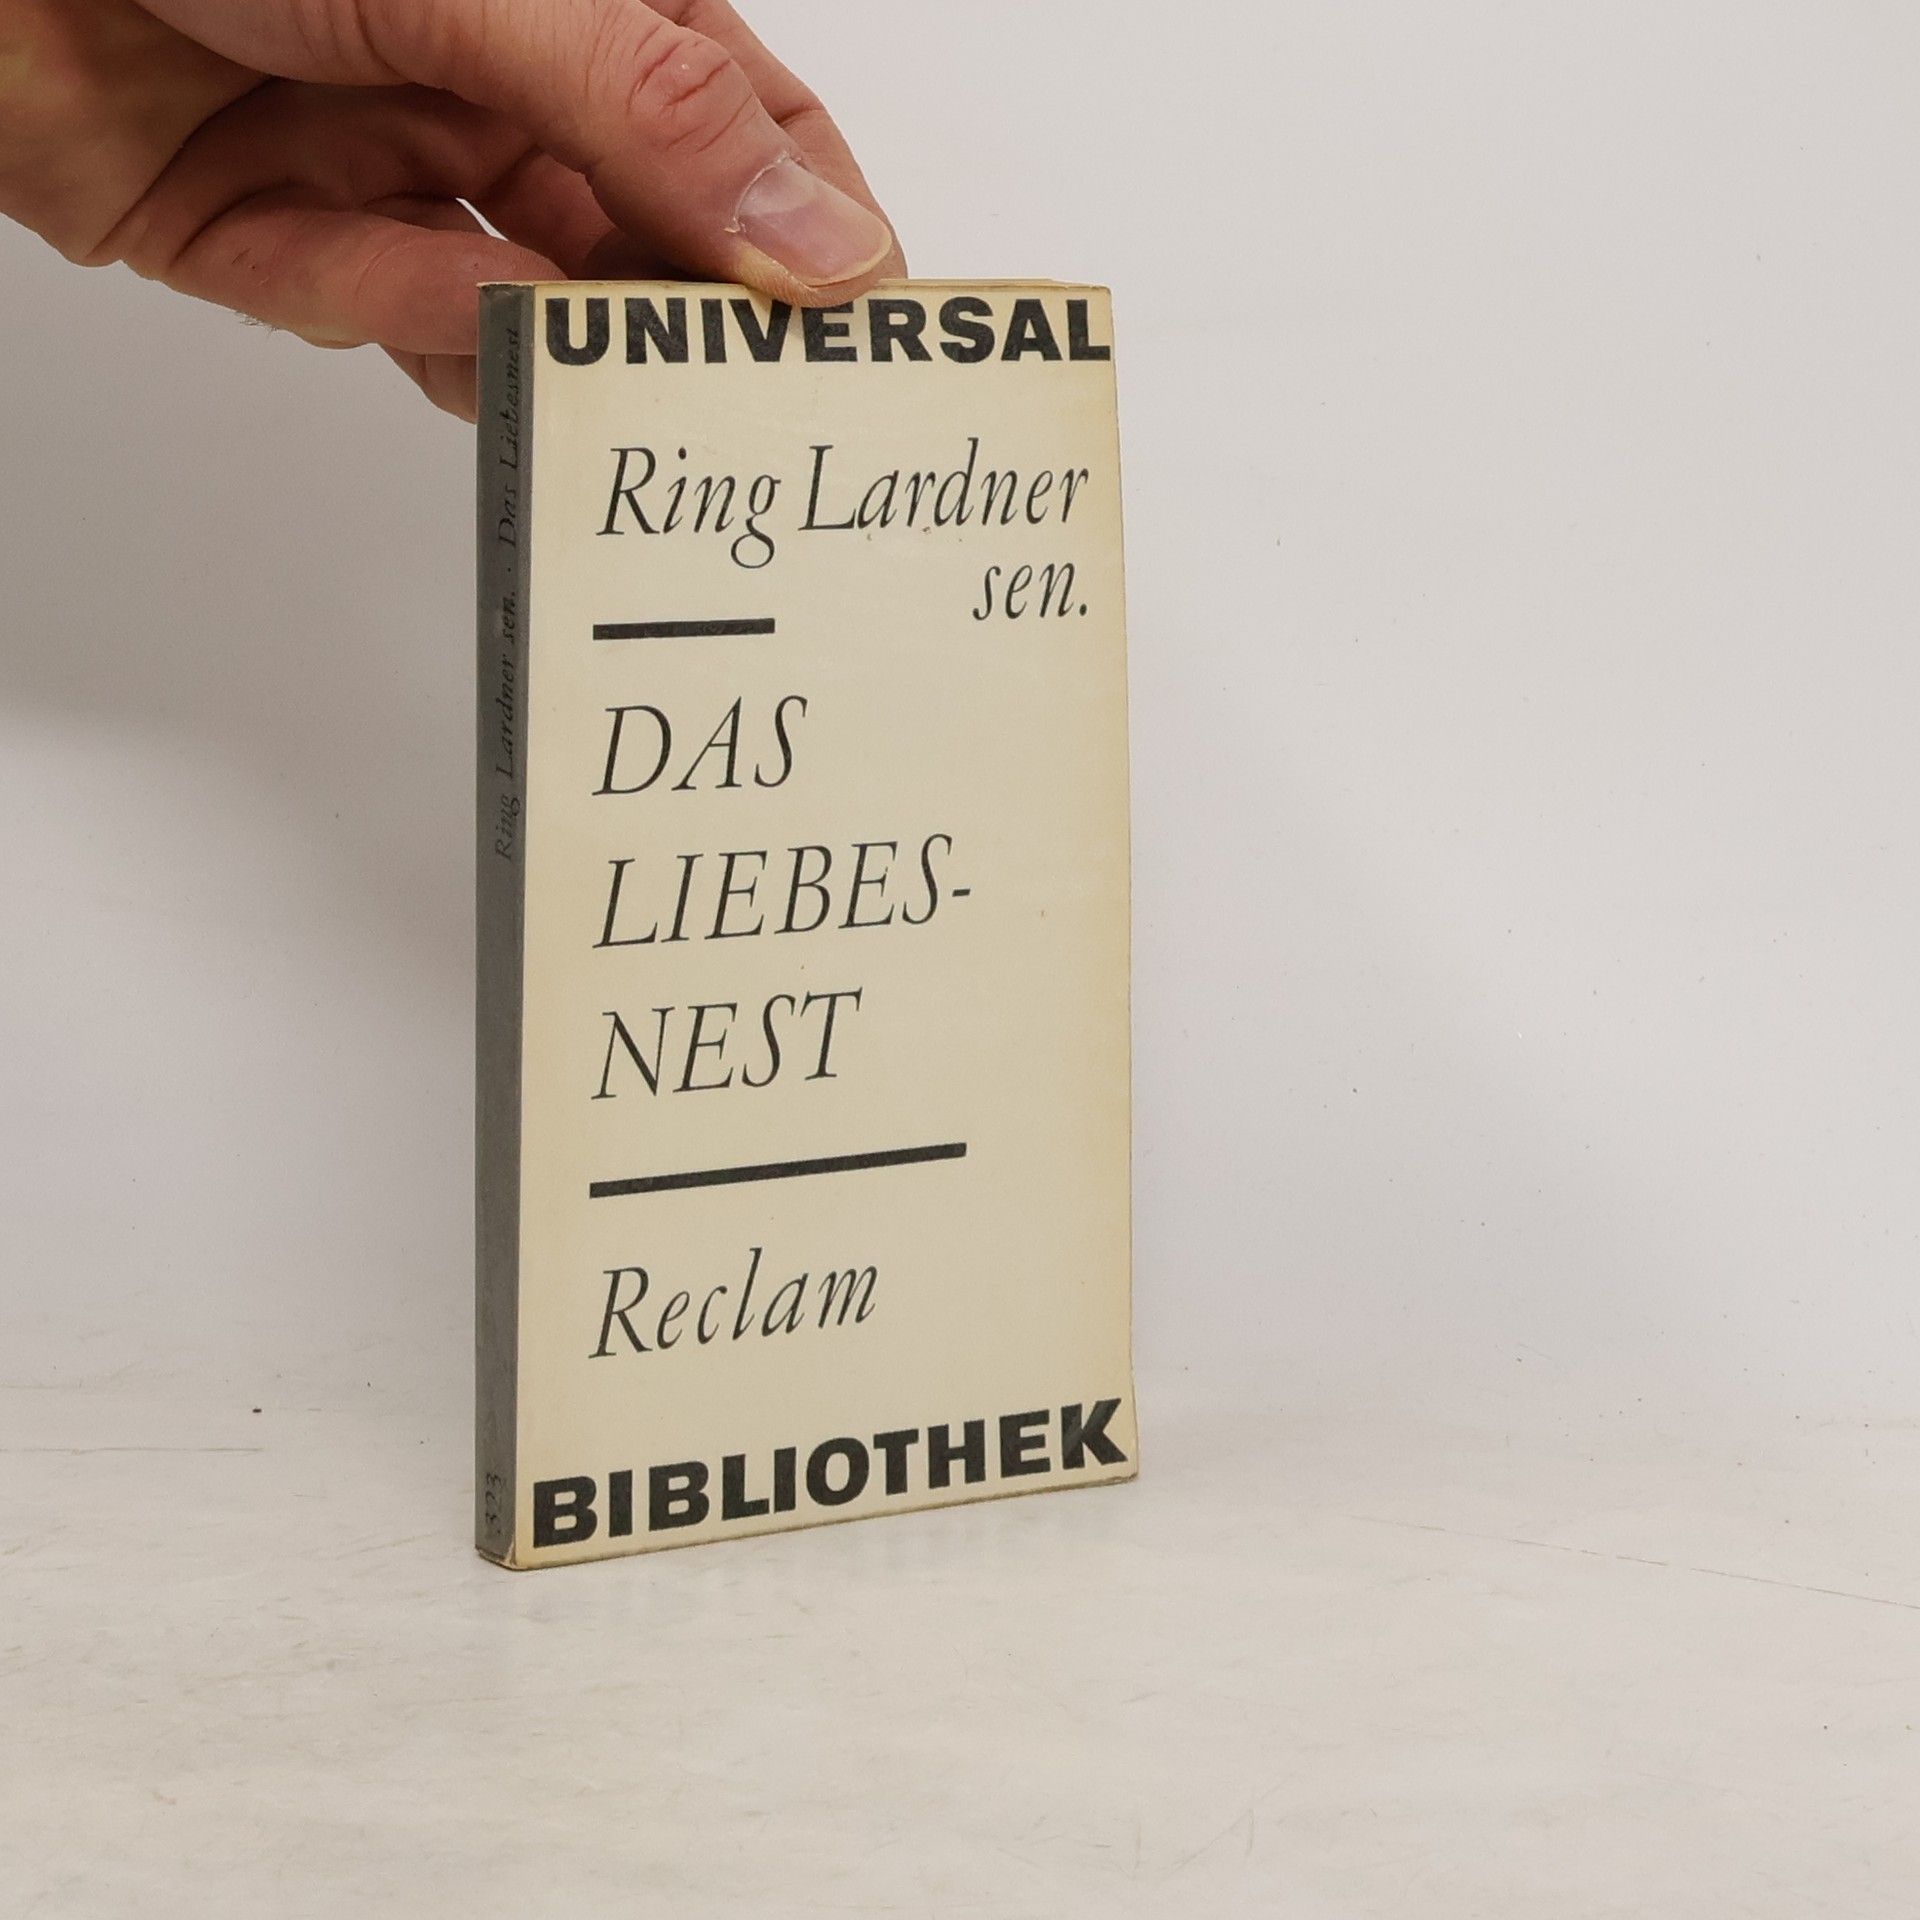 UNIVERSAL
Ring Lardner
sen.
DAS
LIEBES-
NEST
Reclam
BIBLIOTHEK
Ring Lardner sen. · Das Liebesnest
323